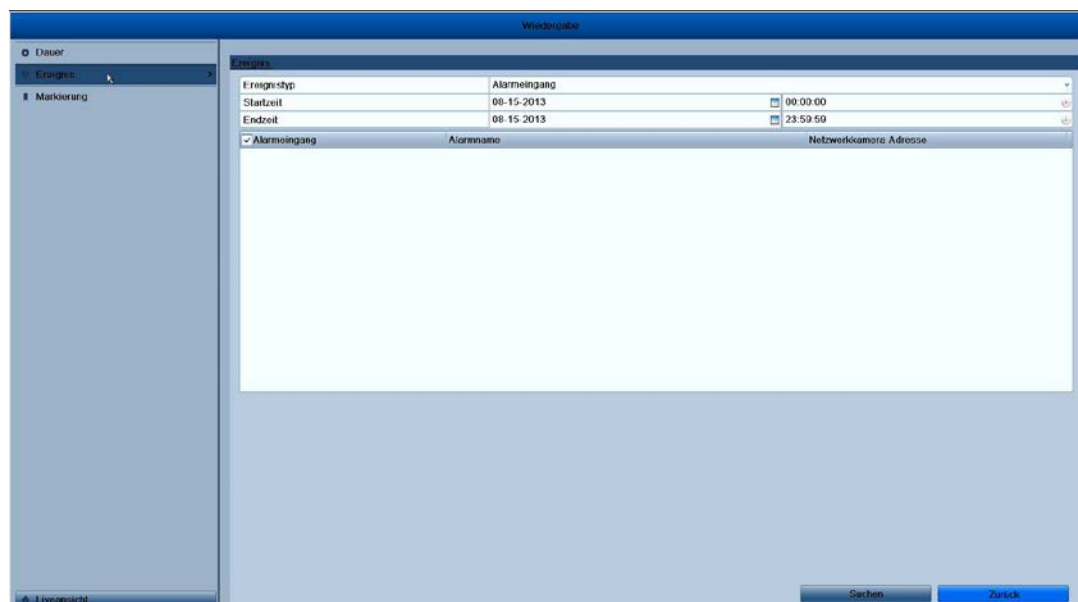 Wiedergabe
Dauer
Ereignis
Markierung
Ereignis
Ereignistyp Alarmeingang
Startzeit 08-15-2013 00:00:00
Endzeit 08-15-2013 23:59:59
Alarmeingang Alarmname Netzwerkkamera Adresse
Liveansicht
Suchen Zurück